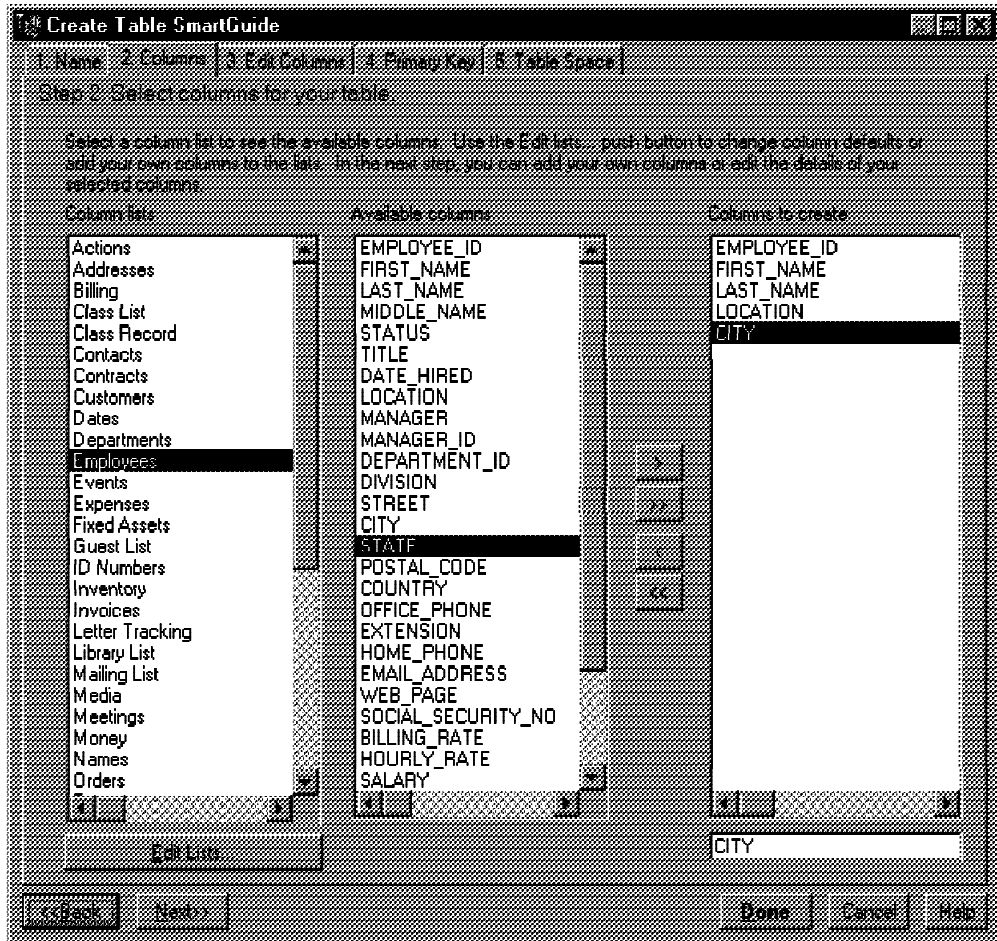 Create Table SmartGuide
1. Name 2. Columns 3. Edit Columns 4. Primary Key 5. Table Space
Step 2. Select columns for your table.
Select a column list to see the available columns. Use the Edit lists... push button to change column defaults or
add your own columns to the lists. In the next step, you can add your own columns or edit the details of your
selected columns.
Column lists
Actions
Addresses
Billing
Class List
Class Record
Contacts
Contracts
Customers
Dates
Departments
Employees
Events
Expenses
Fixed Assets
Guest List
ID Numbers
Inventory
Invoices
Letter Tracking
Library List
Mailing List
Media
Meetings
Money
Names
Orders
Edit Lists...
Available columns
EMPLOYEE_ID
FIRST_NAME
LAST_NAME
MIDDLE_NAME
STATUS
TITLE
DATE_HIRED
LOCATION
MANAGER
MANAGER_ID
DEPARTMENT_ID
DIVISION
STREET
CITY
STATE
POSTAL_CODE
COUNTRY
OFFICE_PHONE
EXTENSION
HOME_PHONE
EMAIL_ADDRESS
WEB_PAGE
SOCIAL_SECURITY_NO
BILLING_RATE
HOURLY_RATE
SALARY
>
>>
<
<<
Columns to create
EMPLOYEE_ID
FIRST_NAME
LAST_NAME
LOCATION
CITY
CITY
<<Back Next>> Done Cancel Help